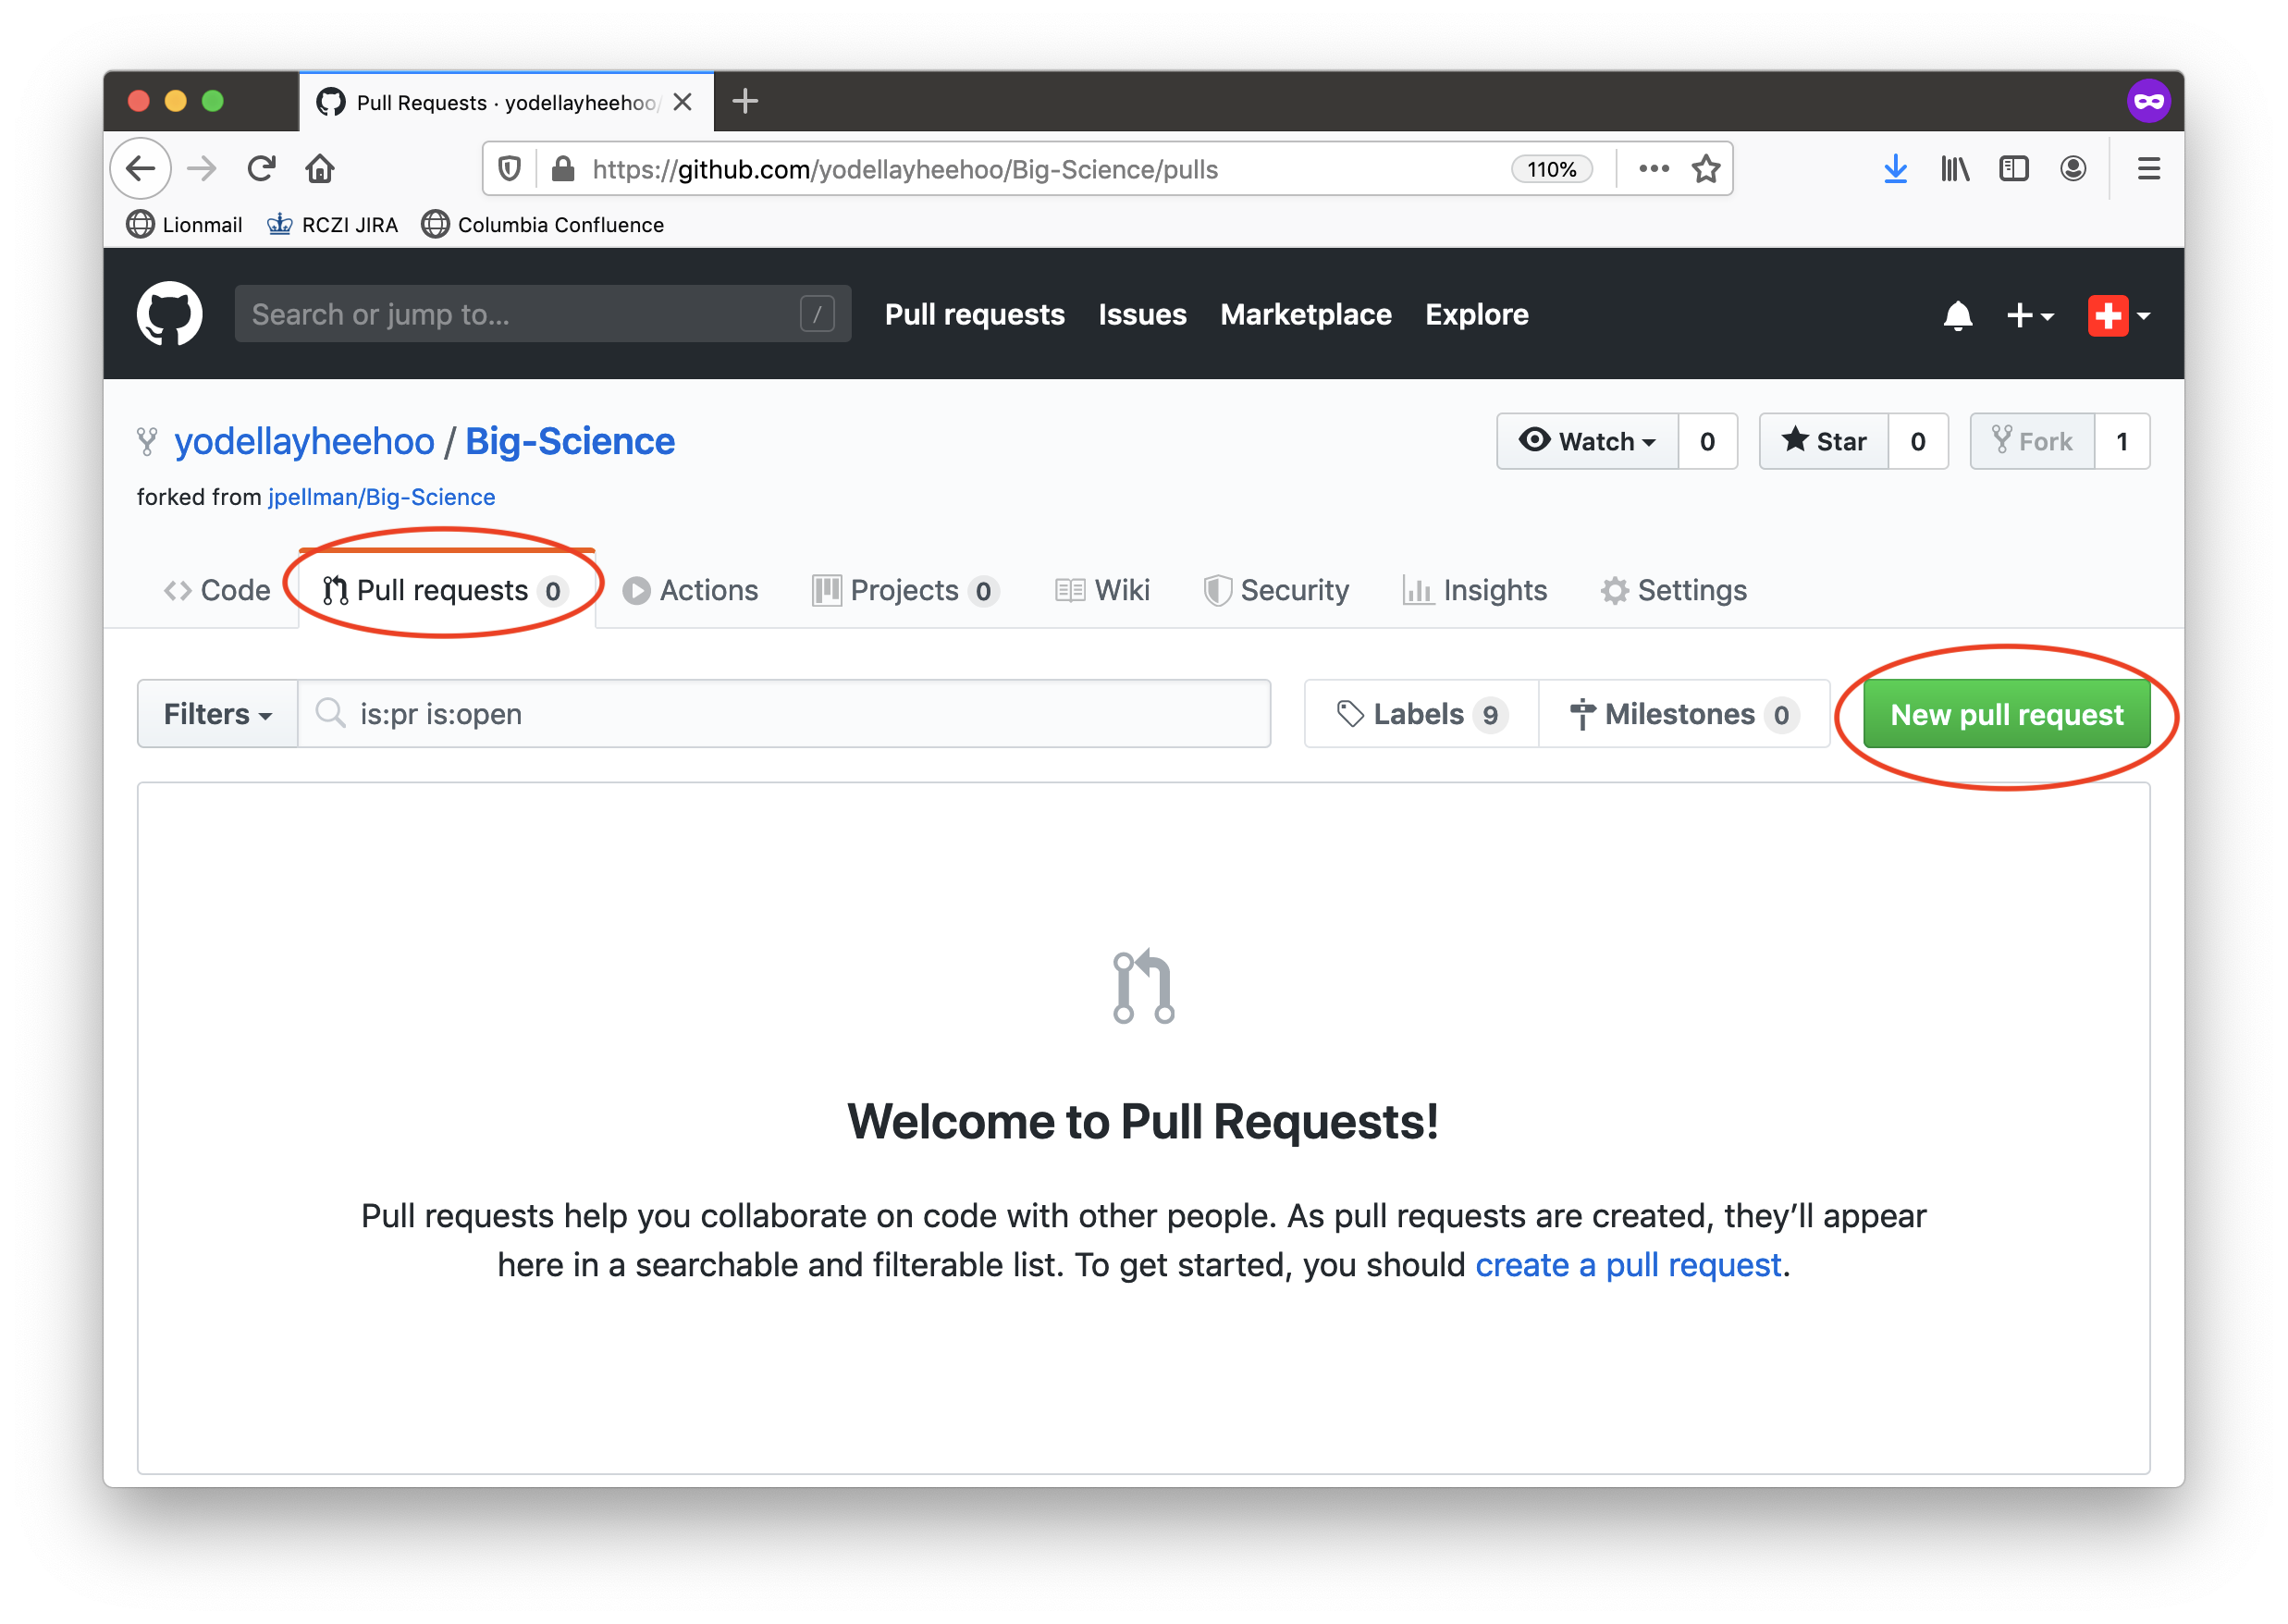 Pull Requests · yodellayheehoo/
https://github.com/yodellayheehoo/Big-Science/pulls 110%
Lionmail RCZI JIRA Columbia Confluence
Search or jump to... / Pull requests Issues Marketplace Explore
yodellayheehoo / Big-Science Watch 0 Star 0 Fork 1
forked from jpellman/Big-Science
Code Pull requests 0 Actions Projects 0 Wiki Security Insights Settings
Filters is:pr is:open Labels 9 Milestones 0 New pull request
Welcome to Pull Requests!
Pull requests help you collaborate on code with other people. As pull requests are created, they’ll appear
here in a searchable and filterable list. To get started, you should create a pull request.